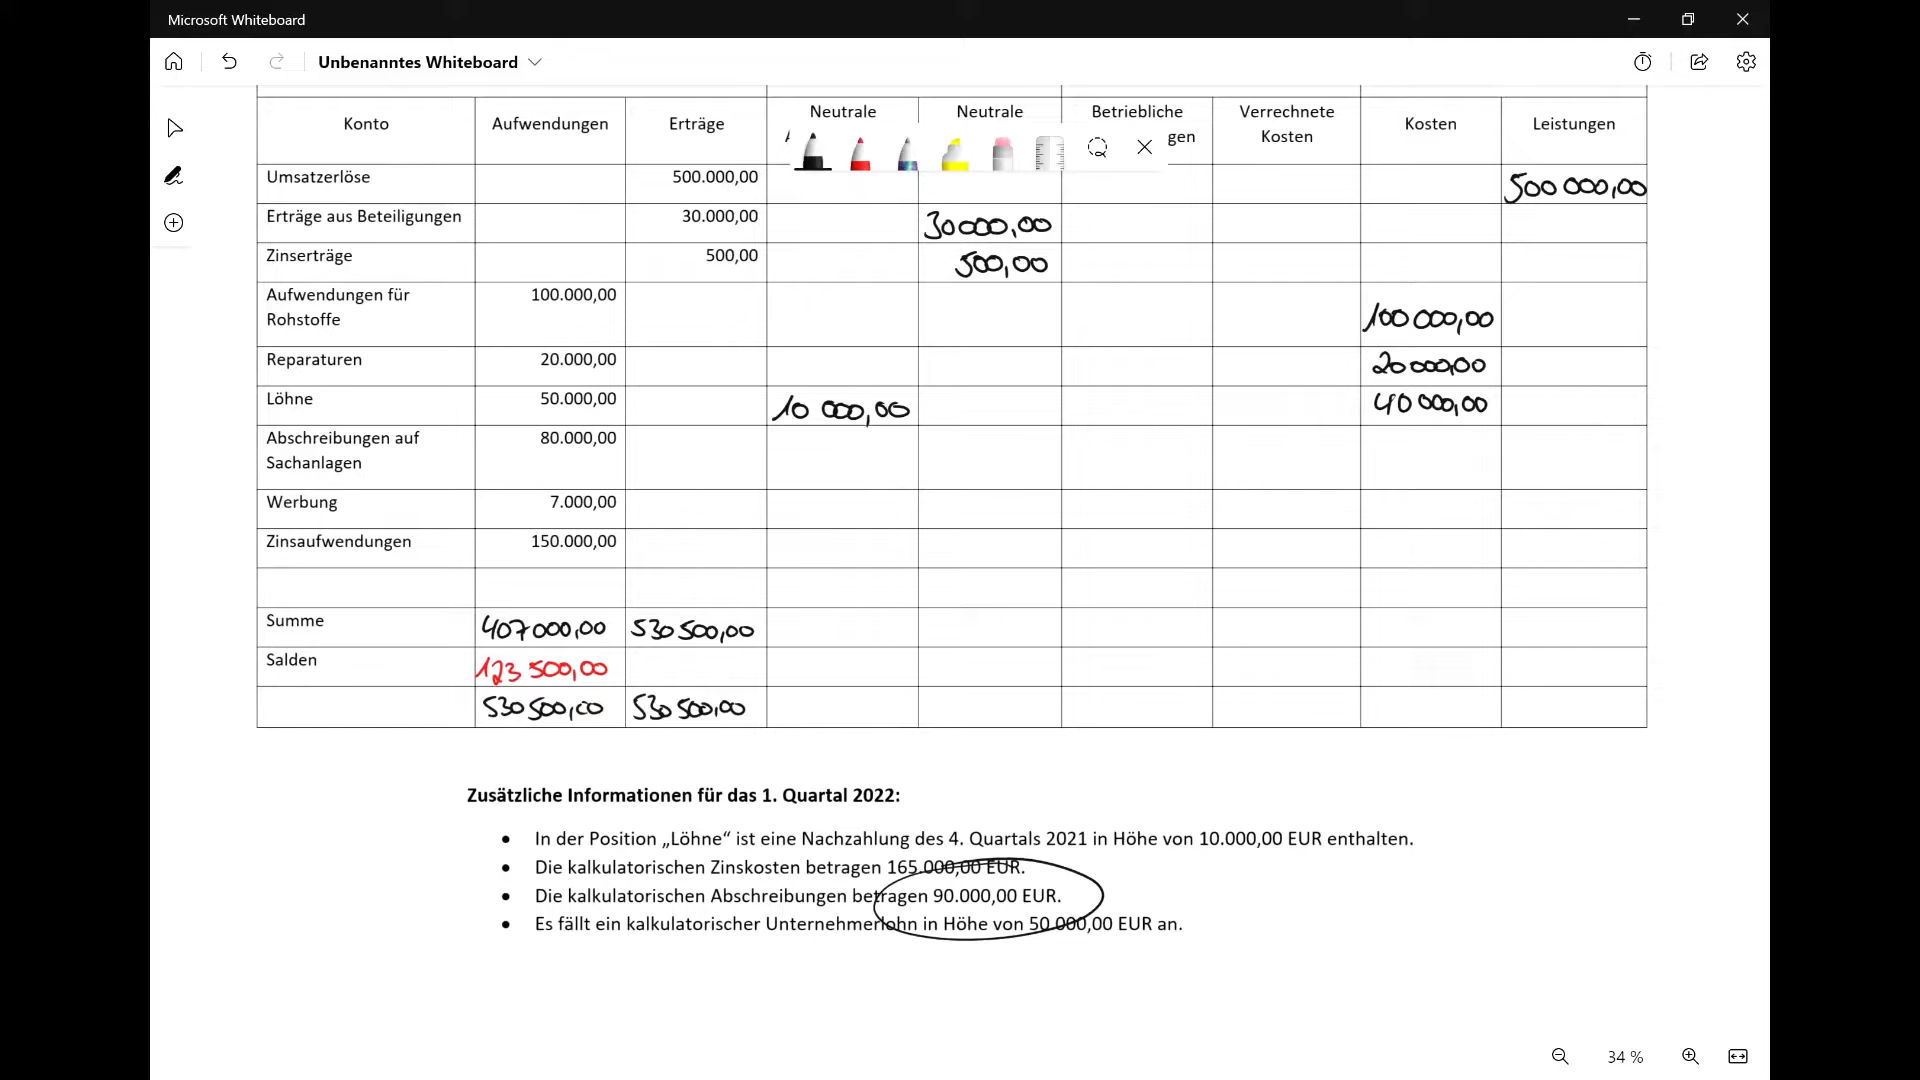 Microsoft Whiteboard
Unbenanntes Whiteboard
Konto Aufwendungen Erträge Neutrale Neutrale Betriebliche Verrechnete Kosten Kosten Leistungen
Umsatzerlöse 500.000,00 500 000,00
Erträge aus Beteiligungen 30.000,00 30000,00
Zinserträge 500,00 500,00
Aufwendungen für 100.000,00
Rohstoffe 100 000,00
Reparaturen 20.000,00 20000,00
Löhne 50.000,00 10 000,00 40 000,00
Abschreibungen auf 80.000,00
Sachanlagen
Werbung 7.000,00
Zinsaufwendungen 150.000,00
Summe 407000,00 530 500,00
Salden 123 500,00
530 500,00 530 500,00
Zusätzliche Informationen für das 1. Quartal 2022:
• In der Position „Löhne“ ist eine Nachzahlung des 4. Quartals 2021 in Höhe von 10.000,00 EUR enthalten.
• Die kalkulatorischen Zinskosten betragen 165.000,00 EUR.
• Die kalkulatorischen Abschreibungen betragen 90.000,00 EUR.
• Es fällt ein kalkulatorischer Unternehmerlohn in Höhe von 50.000,00 EUR an.
34 %